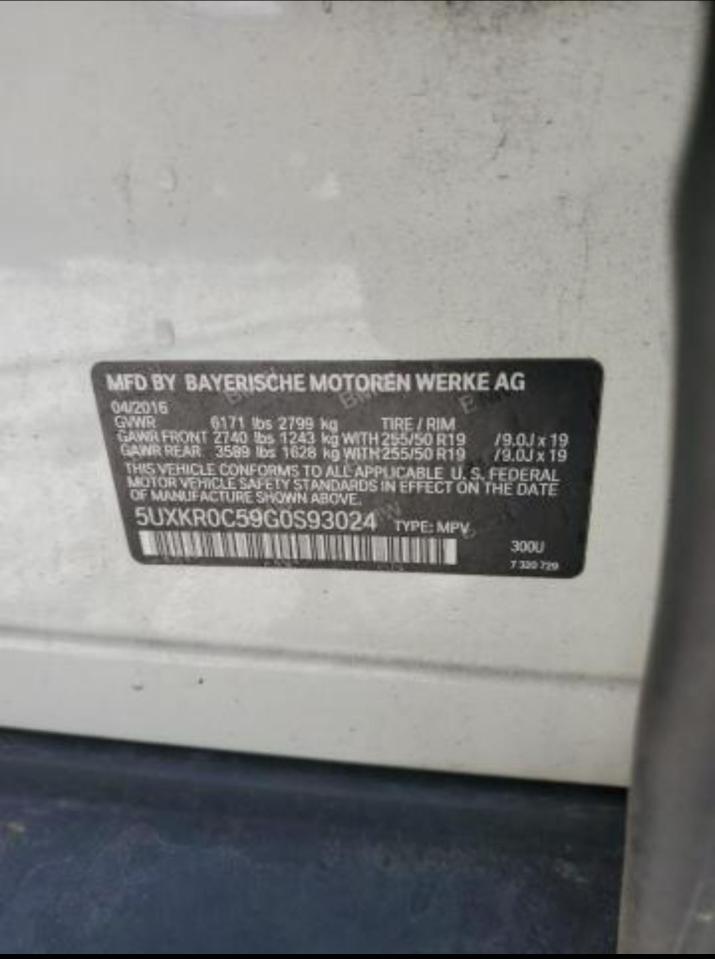 MFD BY BAYERISCHE MOTOREN WERKE AG
04/2016
GVWR 6171 lbs 2799 kg TIRE / RIM
GAWR FRONT 2740 lbs 1243 kg WITH 255/50 R19 /9.0J x 19
GAWR REAR 3589 lbs 1628 kg WITH 255/50 R19 /9.0J x 19
THIS VEHICLE CONFORMS TO ALL APPLICABLE U.S. FEDERAL
MOTOR VEHICLE SAFETY STANDARDS IN EFFECT ON THE DATE
OF MANUFACTURE SHOWN ABOVE.
5UXKR0C59G0S93024 TYPE: MPV
300U
7 320 729